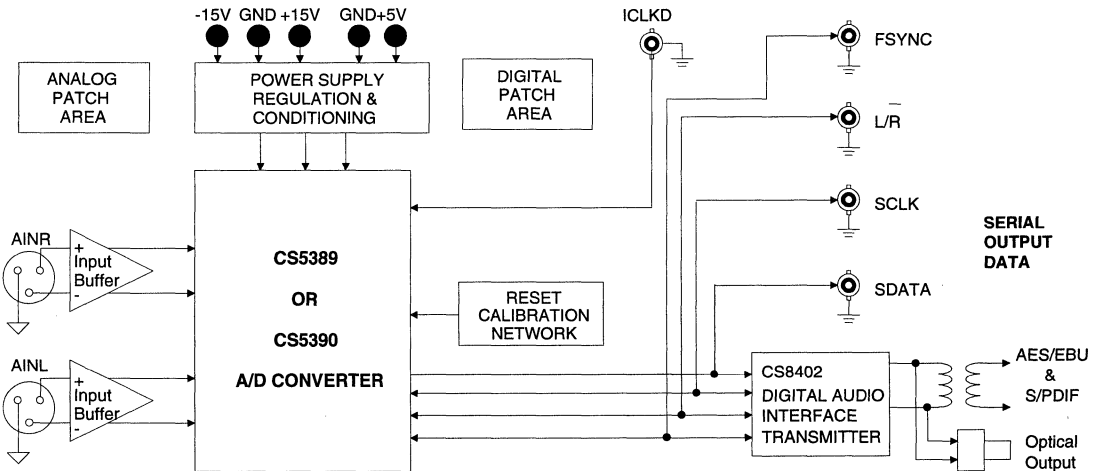 -15V GND +15V GND+5V
ICLKD
FSYNC
ANALOG
PATCH
AREA
POWER SUPPLY
REGULATION &
CONDITIONING
DIGITAL
PATCH
AREA
L/R̅
SCLK
SERIAL
OUTPUT
DATA
AINR
+
Input
Buffer
-
CS5389
OR
CS5390
A/D CONVERTER
SDATA
RESET
CALIBRATION
NETWORK
AINL
+
Input
Buffer
-
CS8402
DIGITAL AUDIO
INTERFACE
TRANSMITTER
AES/EBU
&
S/PDIF
Optical
Output